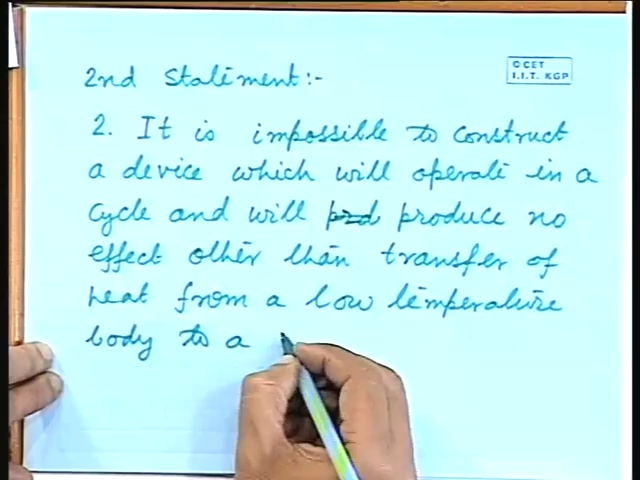 2nd Statement:-
© CET
I.I.T. KGP
2. It is impossible to construct
a device which will operate in a
cycle and will prod produce no
effect other than transfer of
heat from a low temperature
body to a